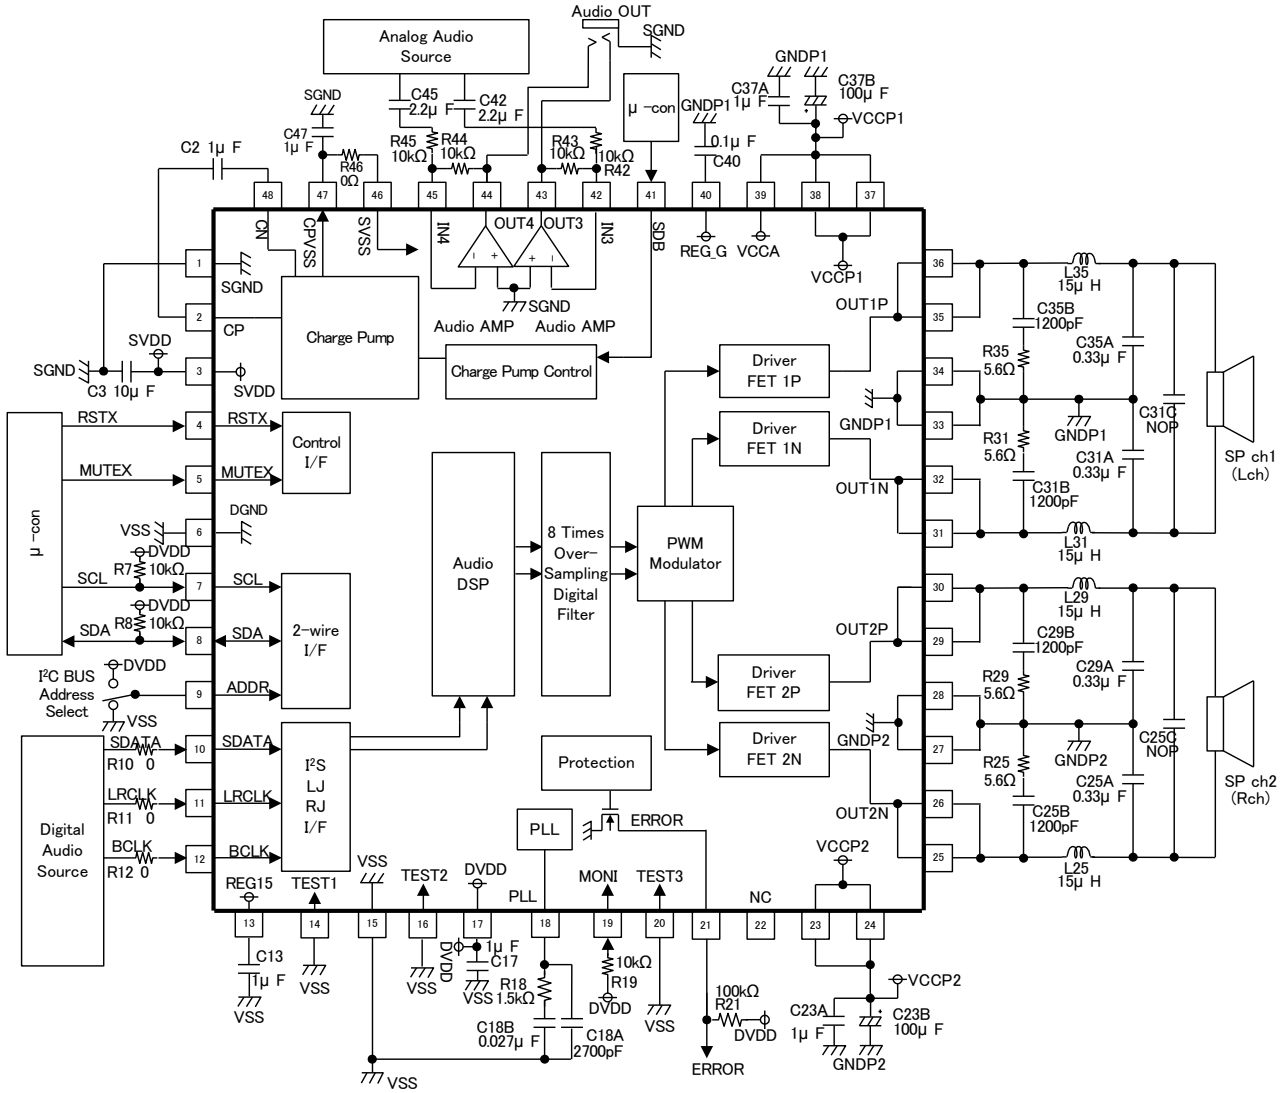 Audio OUT
Analog Audio
Source
SGND
SGND
C45
2.2μ F
C42
2.2μ F
μ -con
GNDP1
0.1μ F
C40
GNDP1
C37A
1μ F
C37B
100μ F
VCCP1
C2 1μ F
C47
1μ F
R46
0Ω
R45
10kΩ
R44
10kΩ
R43
10kΩ
10kΩ
R42
48
47
46
45
44
43
42
41
40
39
38
37
CN
CPVSS
SVSS
IN4
OUT4
OUT3
IN3
SDB
REG_G
VCCA
VCCP1
- +
+ -
SGND
Audio AMP
Audio AMP
1
SGND
2
CP
Charge Pump
Charge Pump Control
SVDD
SGND
C3 10μ F
3
SVDD
μ -con
RSTX
4
RSTX
MUTEX
5
MUTEX
Control
I/F
VSS
6
DGND
DVDD
R7 10kΩ
SCL
7
SCL
DVDD
R8 10kΩ
SDA
8
SDA
2-wire
I/F
I²C BUS
Address
Select
DVDD
VSS
9
ADDR
Digital
Audio
Source
SDATA
R10 0
10
SDATA
LRCLK
R11 0
11
LRCLK
BCLK
R12 0
12
BCLK
I²S
LJ
RJ
I/F
Audio
DSP
8 Times
Over-
Sampling
Digital
Filter
PWM
Modulator
Driver
FET 1P
Driver
FET 1N
Driver
FET 2P
Driver
FET 2N
Protection
PLL
ERROR
OUT1P
GNDP1
OUT1N
OUT2P
GNDP2
OUT2N
VCCP2
36
35
34
33
32
31
30
29
28
27
26
25
L35
15μ H
C35B
1200pF
R35
5.6Ω
C35A
0.33μ F
GNDP1
C31C
NOP
R31
5.6Ω
C31A
0.33μ F
C31B
1200pF
L31
15μ H
SP ch1
(Lch)
L29
15μ H
C29B
1200pF
R29
5.6Ω
C29A
0.33μ F
GNDP2
C25C
NOP
R25
5.6Ω
C25A
0.33μ F
C25B
1200pF
L25
15μ H
SP ch2
(Rch)
REG15
TEST1
VSS
TEST2
DVDD
PLL
MONI
TEST3
NC
13
14
15
16
17
18
19
20
21
22
23
24
C13
1μ F
VSS
VSS
VSS
DVDD
1μ F
C17
VSS
R18
1.5kΩ
C18B
0.027μ F
C18A
2700pF
VSS
10kΩ
R19
DVDD
VSS
100kΩ
R21
DVDD
ERROR
VCCP2
C23A
1μ F
C23B
100μ F
GNDP2